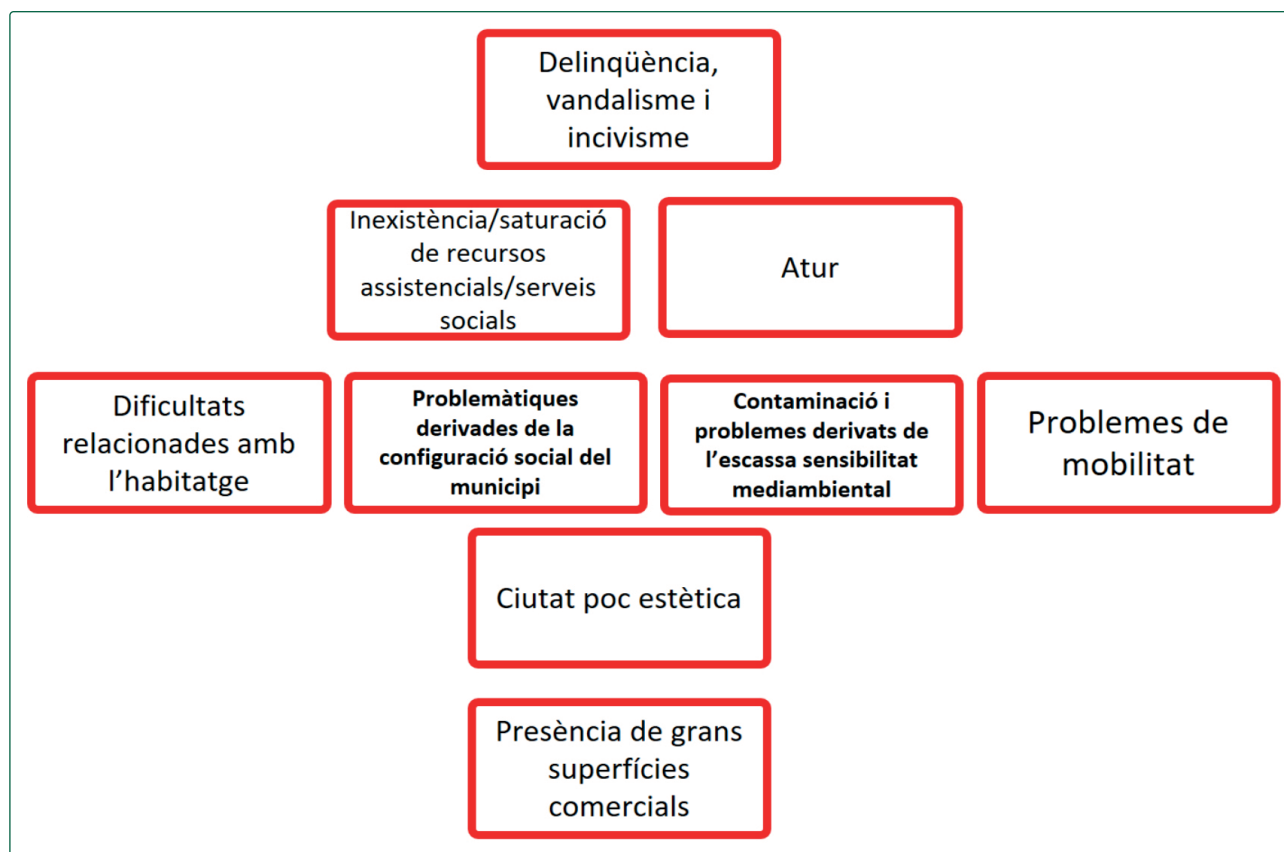 Delinqüència,
vandalisme i
incivisme
Inexistència/saturació
de recursos
assistencials/serveis
socials
Atur
Dificultats
relacionades amb
l’habitatge
Problemàtiques
derivades de la
configuració social del
municipi
Contaminació i
problemes derivats de
l’escassa sensibilitat
mediambiental
Problemes de
mobilitat
Ciutat poc estètica
Presència de grans
superfícies
comercials